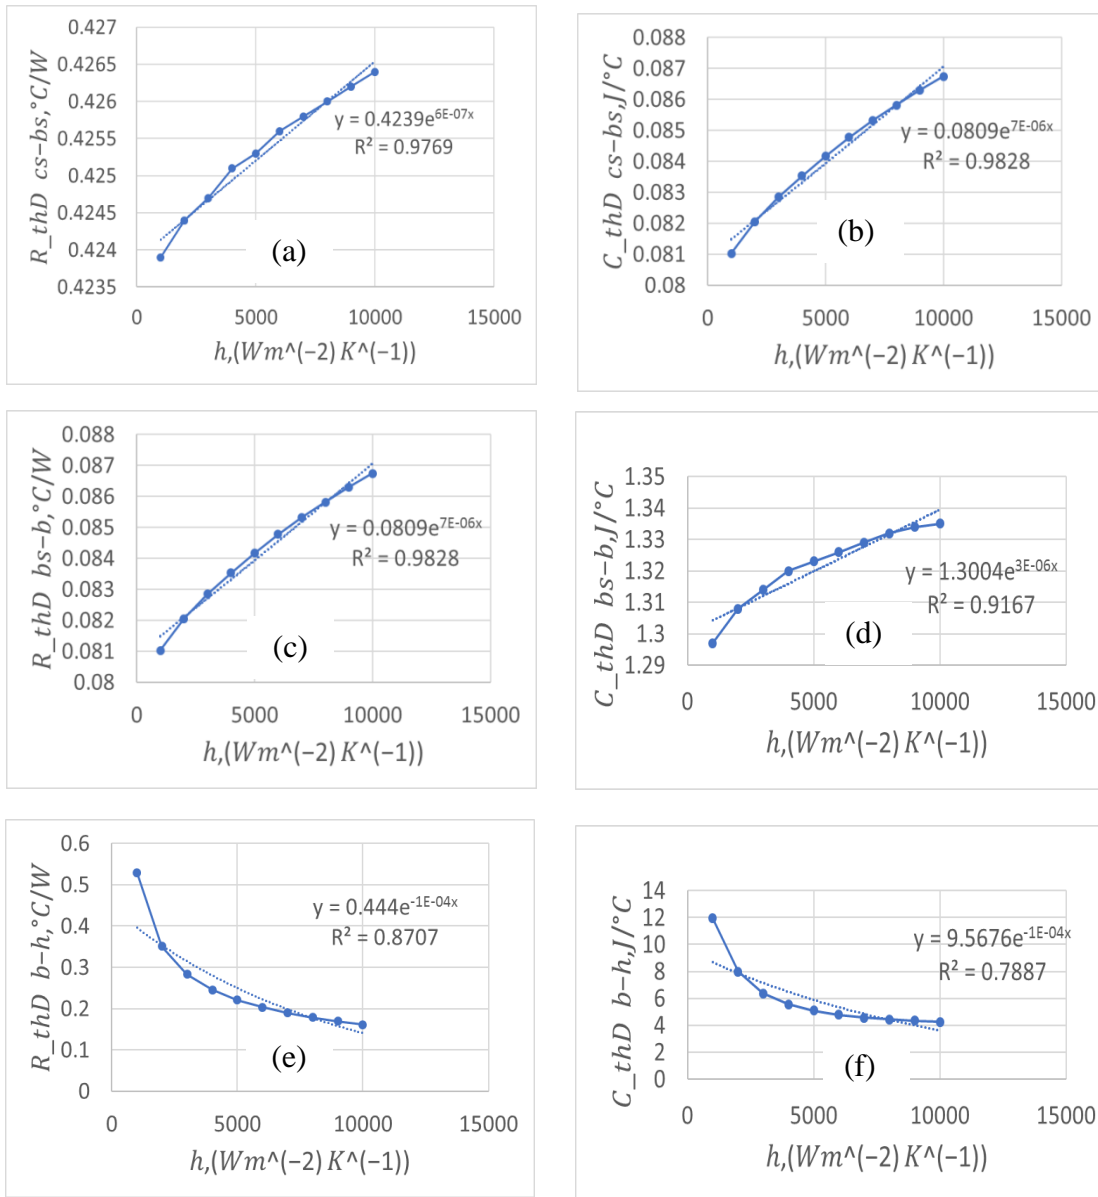 R_thD cs−bs,°C/W
0.427
0.4265
0.426
0.4255
0.425
0.4245
0.424
0.4235
y = 0.4239e^6E-07x
R² = 0.9769
(a)
0 5000 10000 15000
h,(Wm^(−2) K^(−1))
C_thD cs−bs,J/°C
0.088
0.087
0.086
0.085
0.084
0.083
0.082
0.081
0.08
y = 0.0809e^7E-06x
R² = 0.9828
(b)
0 5000 10000 15000
h,(Wm^(−2) K^(−1))
R_thD bs−b,°C/W
0.088
0.087
0.086
0.085
0.084
0.083
0.082
0.081
0.08
y = 0.0809e^7E-06x
R² = 0.9828
(c)
0 5000 10000 15000
h,(Wm^(−2) K^(−1))
C_thD bs−b,J/°C
1.35
1.34
1.33
1.32
1.31
1.3
1.29
y = 1.3004e^3E-06x
R² = 0.9167
(d)
0 5000 10000 15000
h,(Wm^(−2) K^(−1))
R_thD b−h,°C/W
0.6
0.5
0.4
0.3
0.2
0.1
0
y = 0.444e^-1E-04x
R² = 0.8707
(e)
0 5000 10000 15000
h,(Wm^(−2) K^(−1))
C_thD b−h,J/°C
14
12
10
8
6
4
2
0
y = 9.5676e^-1E-04x
R² = 0.7887
(f)
0 5000 10000 15000
h,(Wm^(−2) K^(−1))